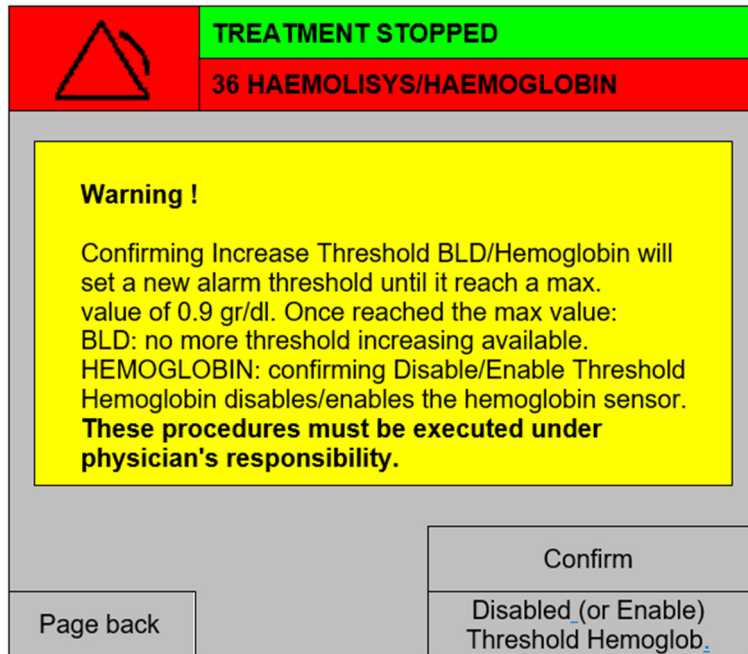 TREATMENT STOPPED
36 HAEMOLISYS/HAEMOGLOBIN
Warning !
Confirming Increase Threshold BLD/Hemoglobin will
set a new alarm threshold until it reach a max.
value of 0.9 gr/dl. Once reached the max value:
BLD: no more threshold increasing available.
HEMOGLOBIN: confirming Disable/Enable Threshold
Hemoglobin disables/enables the hemoglobin sensor.
These procedures must be executed under
physician's responsibility.
Confirm
Page back
Disabled (or Enable)
Threshold Hemoglob.